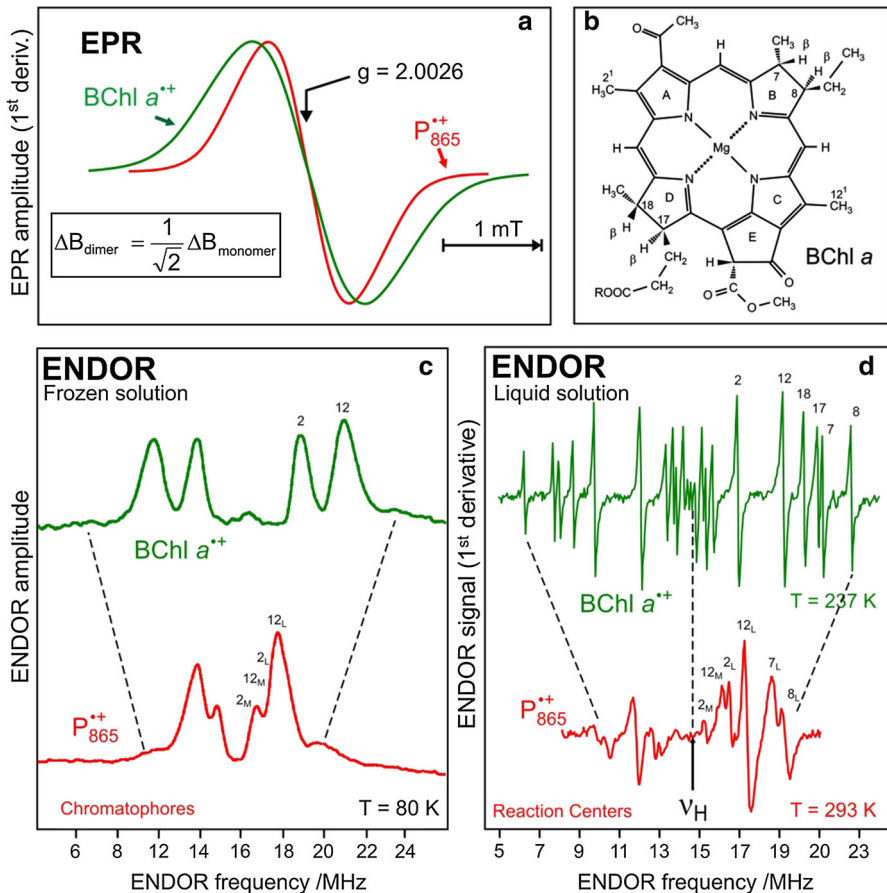 a
EPR
EPR amplitude (1st deriv.)
BChl a•+
g = 2.0026
P•+865
ΔBdimer = 1/√2 ΔBmonomer
1 mT
b
CH3
O
H
CH3
β
H
7
H
β
CH3
8
CH2
21
H3C
A
B
N
N
H
Mg
H
N
N
D
C
H3C
18
121
CH3
H
17
β
E
H
β
CH2
H
O
BChl a
ROOC
CH2
O
C
O
CH3
ENDOR
c
Frozen solution
ENDOR amplitude
2
12
BChl a•+
12L
2L
12M
2M
P•+865
Chromatophores
T = 80 K
6 8 12 14 16 17 18 20 22 24
ENDOR frequency /MHz
ENDOR
d
Liquid solution
ENDOR signal (1st derivative)
2
12
18
17
7
8
BChl a•+
T = 237 K
12L
12M
2L
2M
7L
8L
P•+865
νH
Reaction Centers
T = 293 K
5 7 9 11 13 15 17 19 21 23
ENDOR frequency /MHz